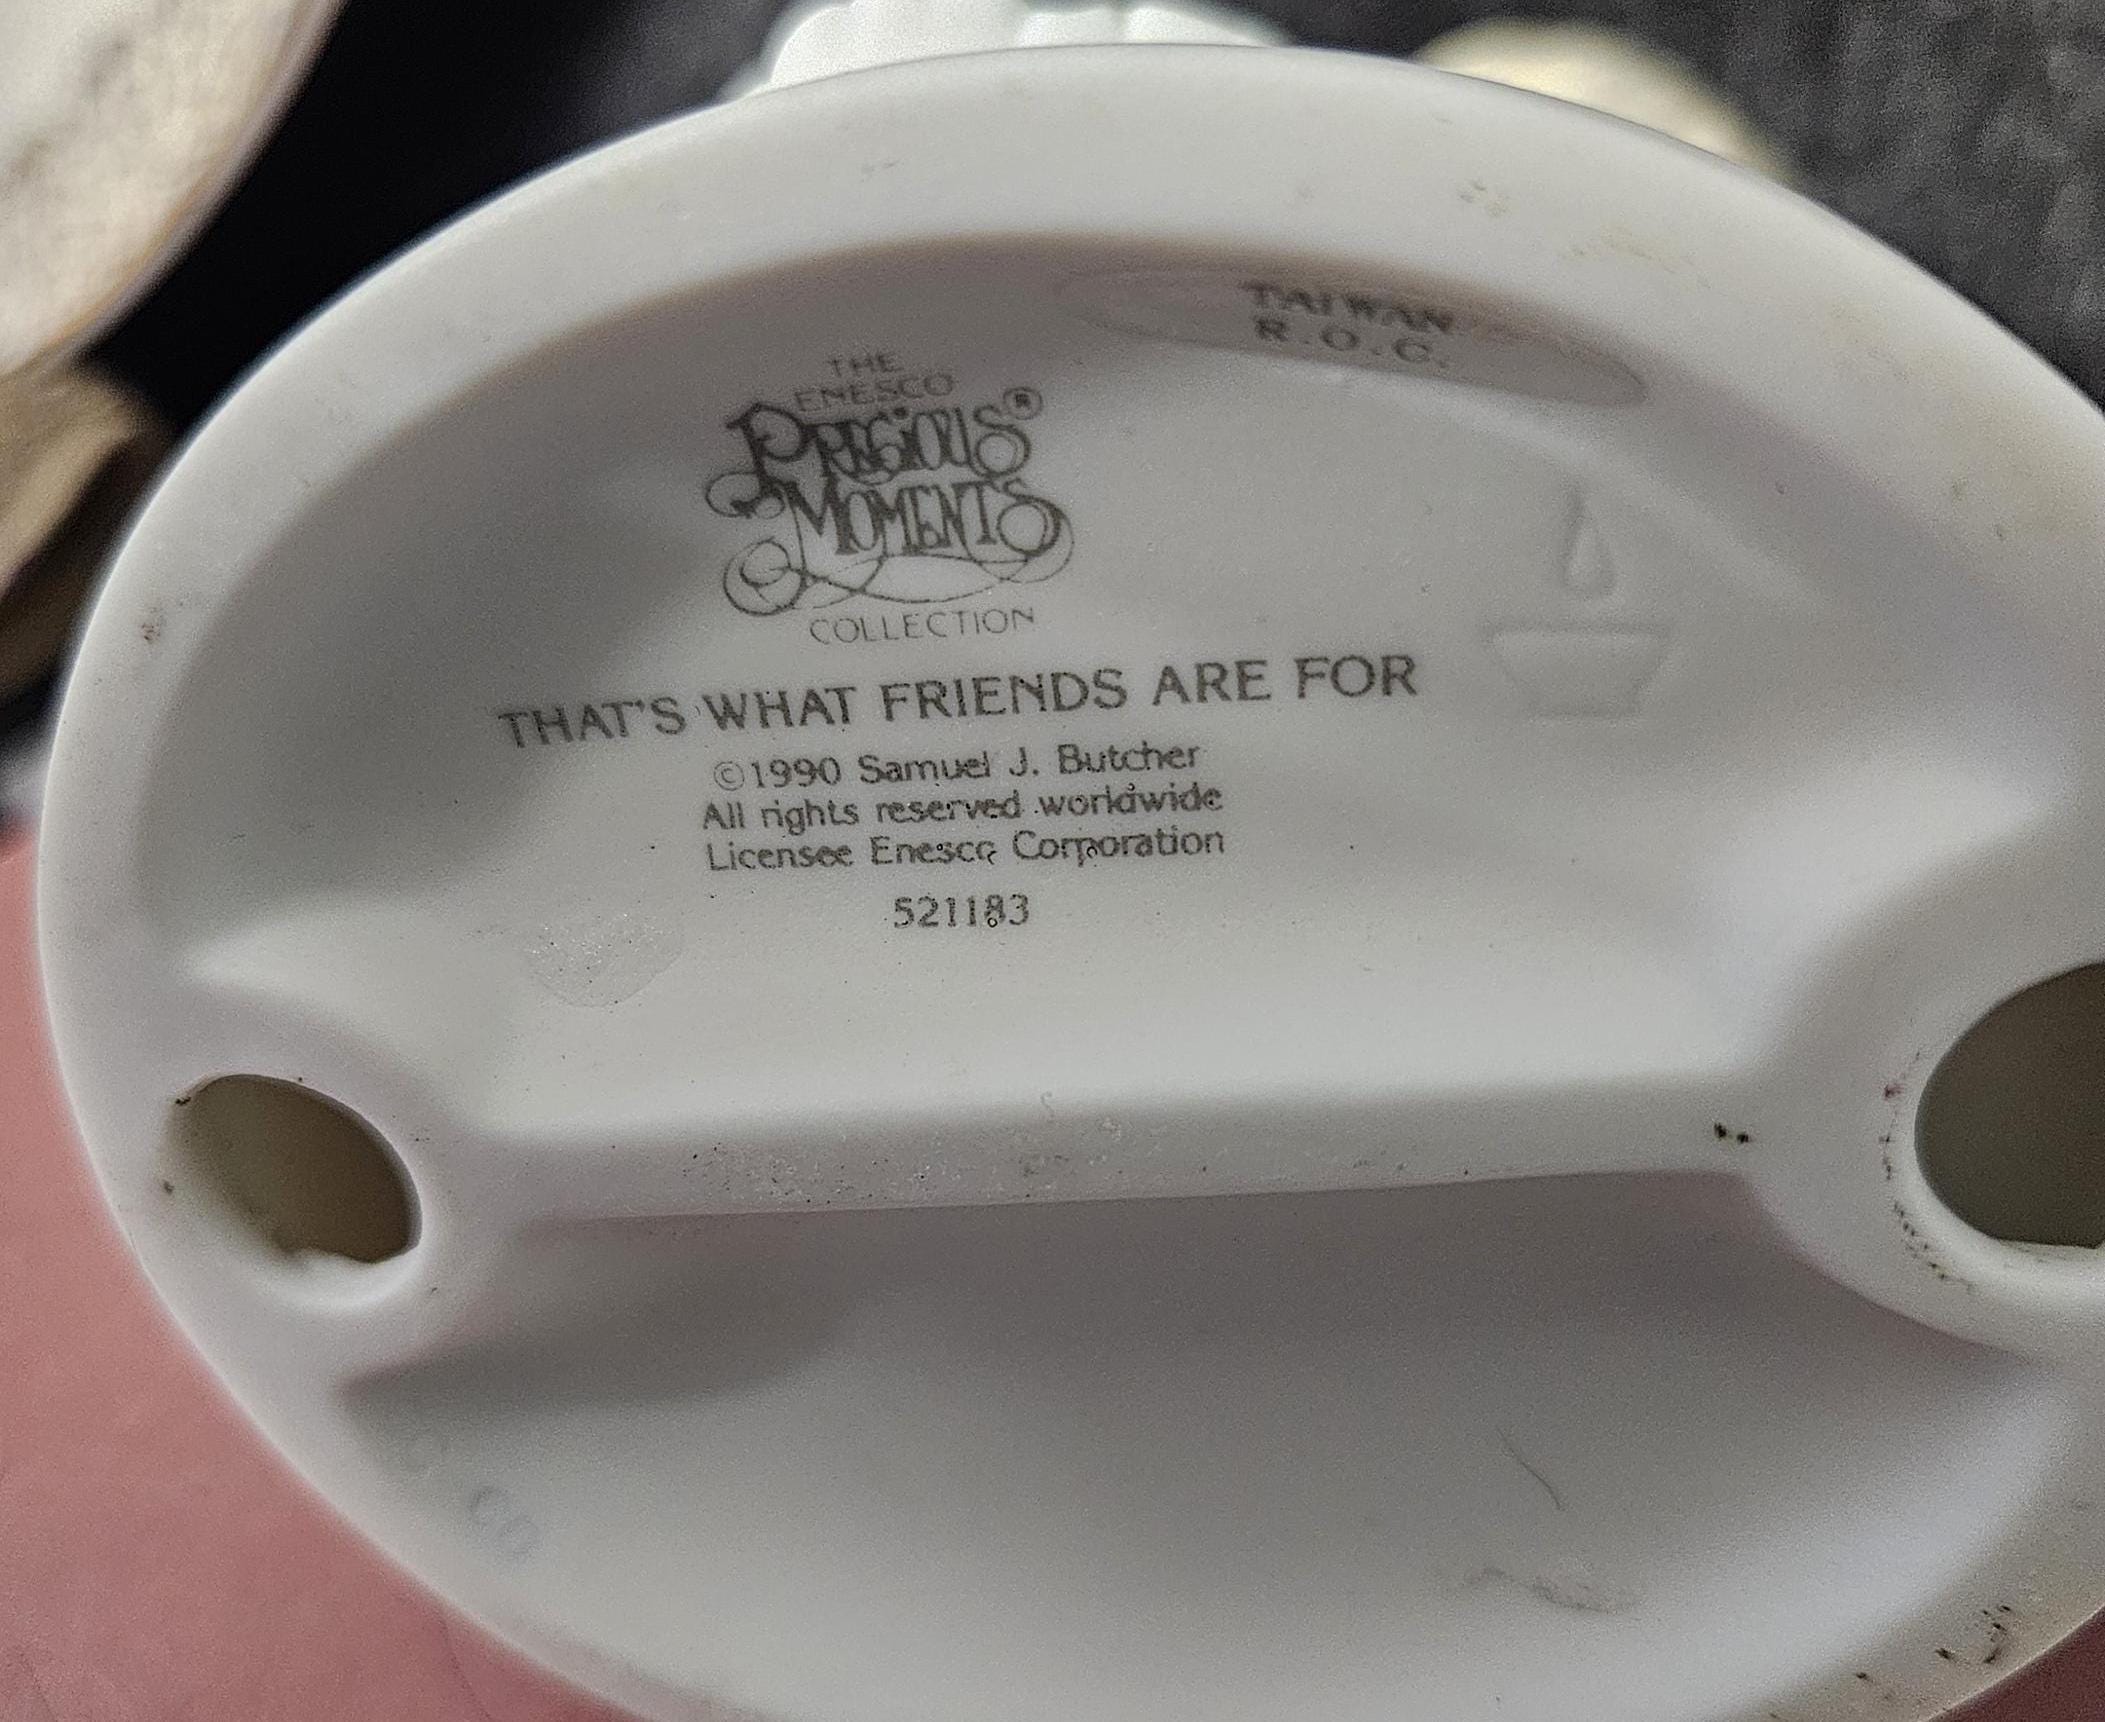 TAIWAN
R.O.C.
THE
ENESCO
PRECIOUS®
MOMENTS
COLLECTION
THAT'S WHAT FRIENDS ARE FOR
©1990 Samuel J. Butcher
All rights reserved worldwide
Licensee Enesco Corporation
521183